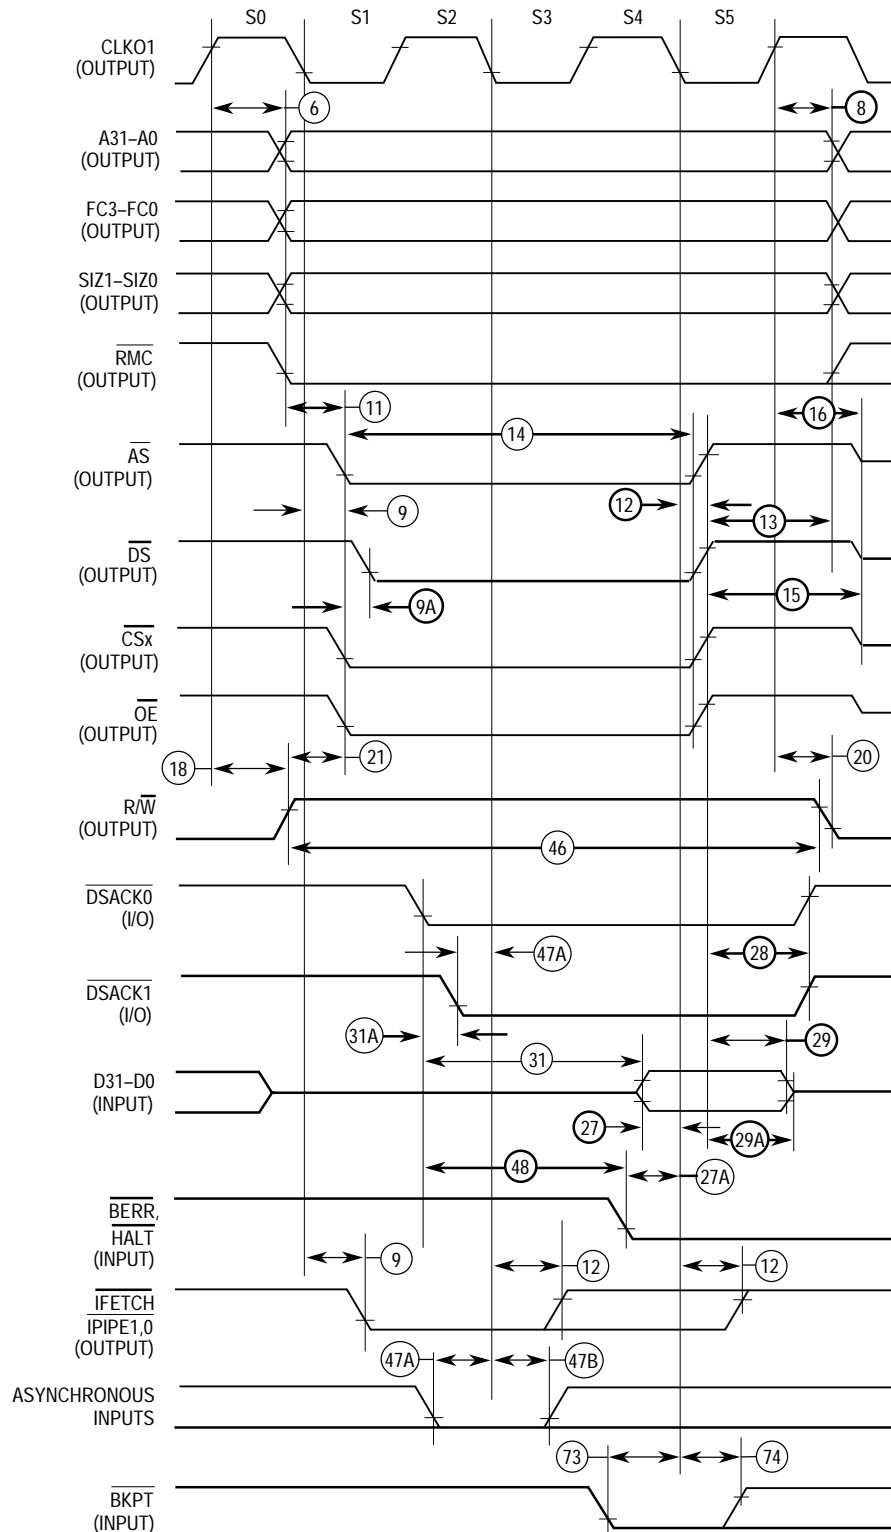 S0 S1 S2 S3 S4 S5
CLKO1
(OUTPUT)
6 8
A31–A0
(OUTPUT)
FC3–FC0
(OUTPUT)
SIZ1–SIZ0
(OUTPUT)
RMC
(OUTPUT)
11 16
14
AS
(OUTPUT)
9 12 13
DS
(OUTPUT)
9A 15
CSx
(OUTPUT)
OE
(OUTPUT)
18 21 20
R/W
(OUTPUT)
46
DSACK0
(I/O)
47A 28
DSACK1
(I/O)
31A 29
31
D31–D0
(INPUT)
27 29A
48 27A
BERR,
HALT
(INPUT)
9 12 12
IFETCH
IPIPE1,0
(OUTPUT)
47A 47B
ASYNCHRONOUS
INPUTS
73 74
BKPT
(INPUT)